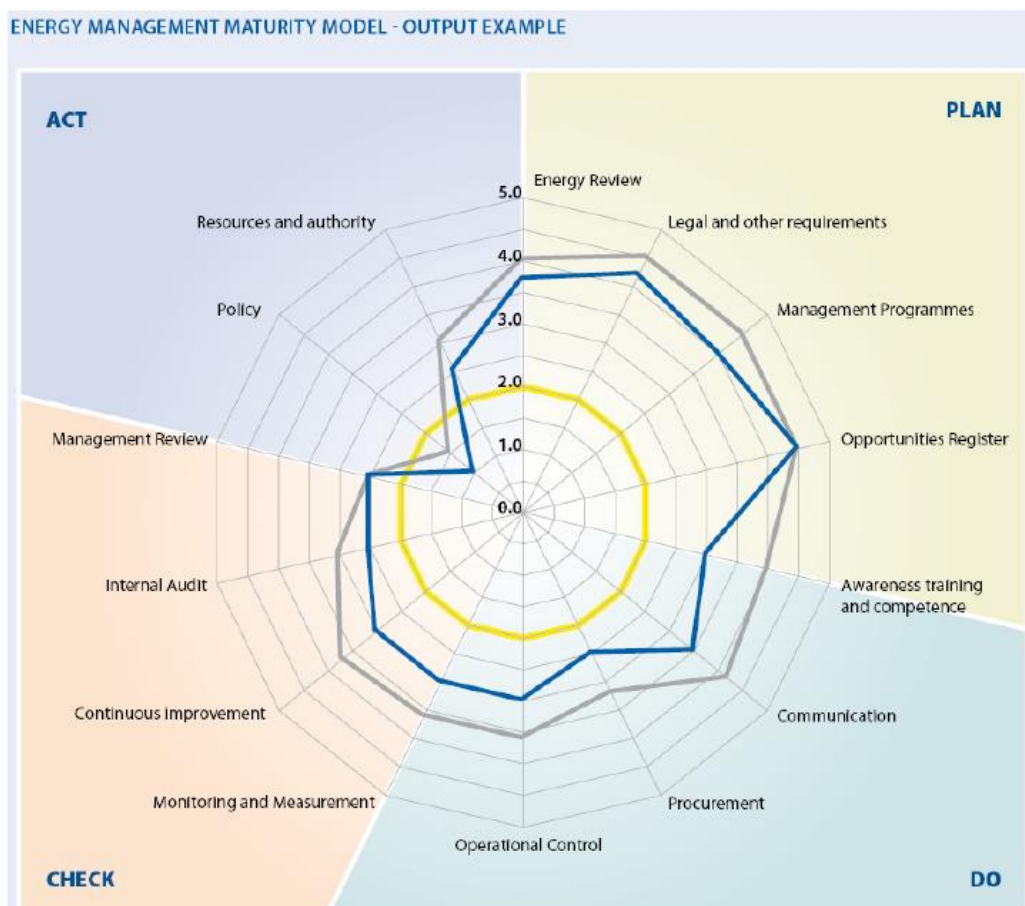 ENERGY MANAGEMENT MATURITY MODEL - OUTPUT EXAMPLE
ACT
PLAN
Energy Review
5.0
Resources and authority
Legal and other requirements
4.0
Policy
3.0
Management Programmes
2.0
Management Review
1.0
Opportunities Register
0.0
Internal Audit
Awareness training
and competence
Continuous improvement
Communication
Monitoring and Measurement
Procurement
Operational Control
CHECK
DO